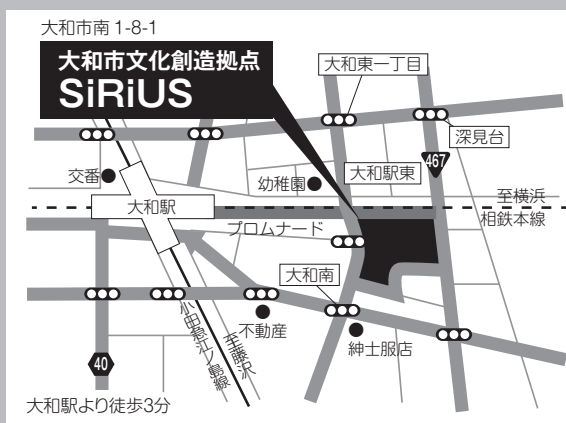 大和市南 1-8-1
大和市文化創造拠点
SiRiUS
大和東一丁目
深見台
467
交番
幼稚園
大和駅東
大和駅
至横浜
相鉄本線
プロムナード
大和南
不動産
紳士服店
小田急江ノ島線
至藤沢
40
大和駅より徒歩3分